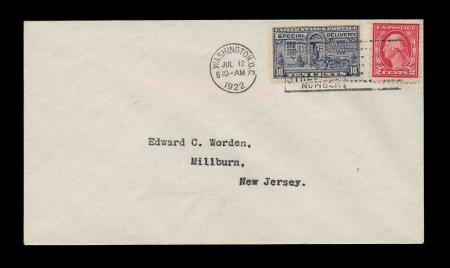 UNITED STATES POSTAGE
SPECIAL DELIVERY
10 TEN CENTS 10
U.S. POSTAGE
2 CENTS 2
WASHINGTON, D.C.
JUL 12
6 10-AM
1922
NUMBER
Edward C. Worden,
Millburn,
New Jersey.